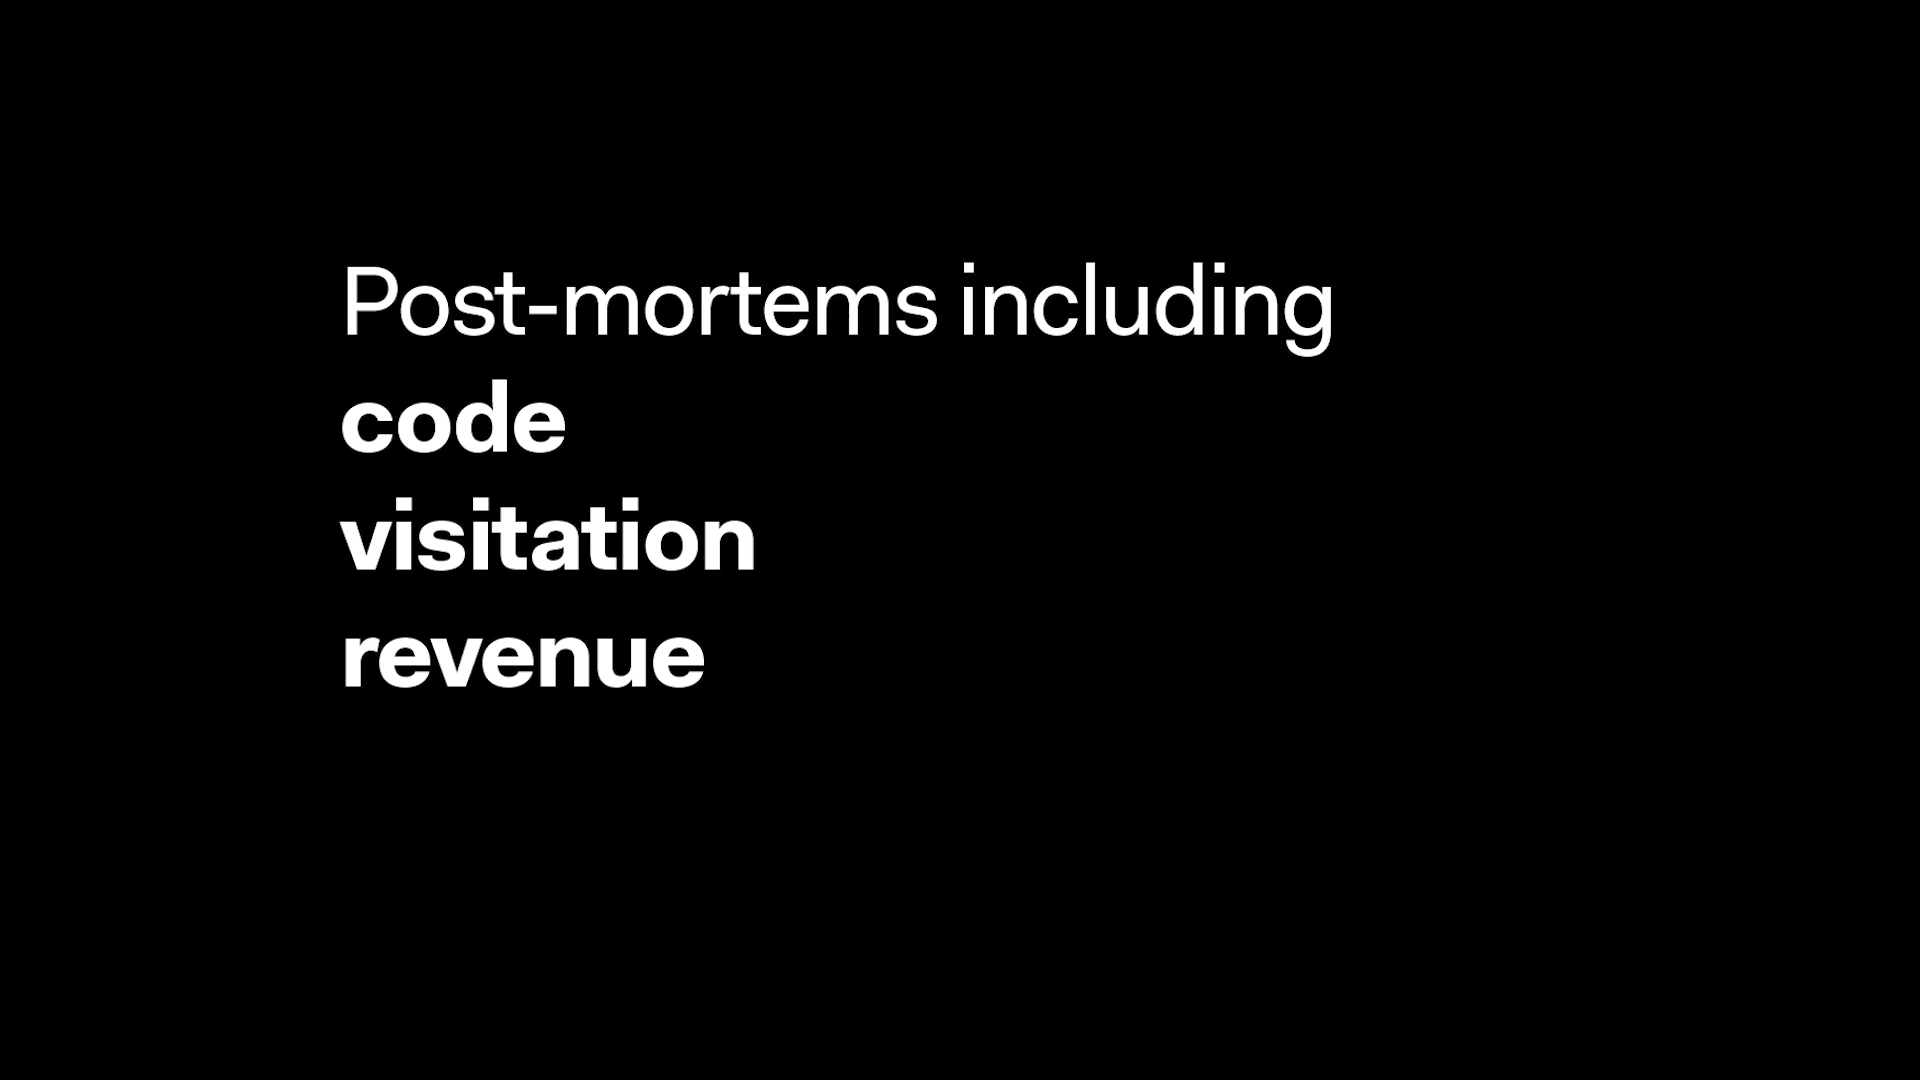 Post-mortems including
code
visitation
revenue